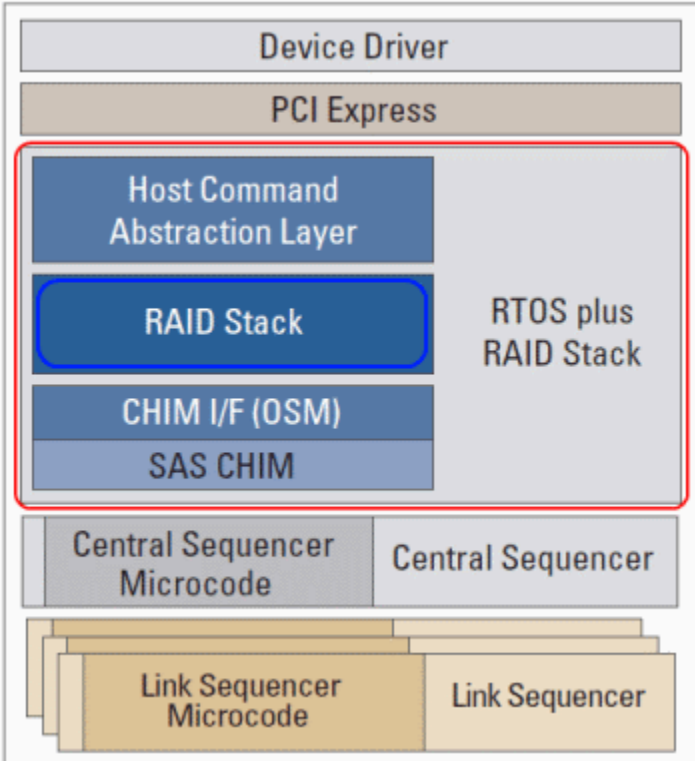 Device Driver
PCI Express
Host Command
Abstraction Layer
RAID Stack
CHIM I/F (OSM)
SAS CHIM
RTOS plus
RAID Stack
Central Sequencer
Microcode
Central Sequencer
Link Sequencer
Microcode
Link Sequencer